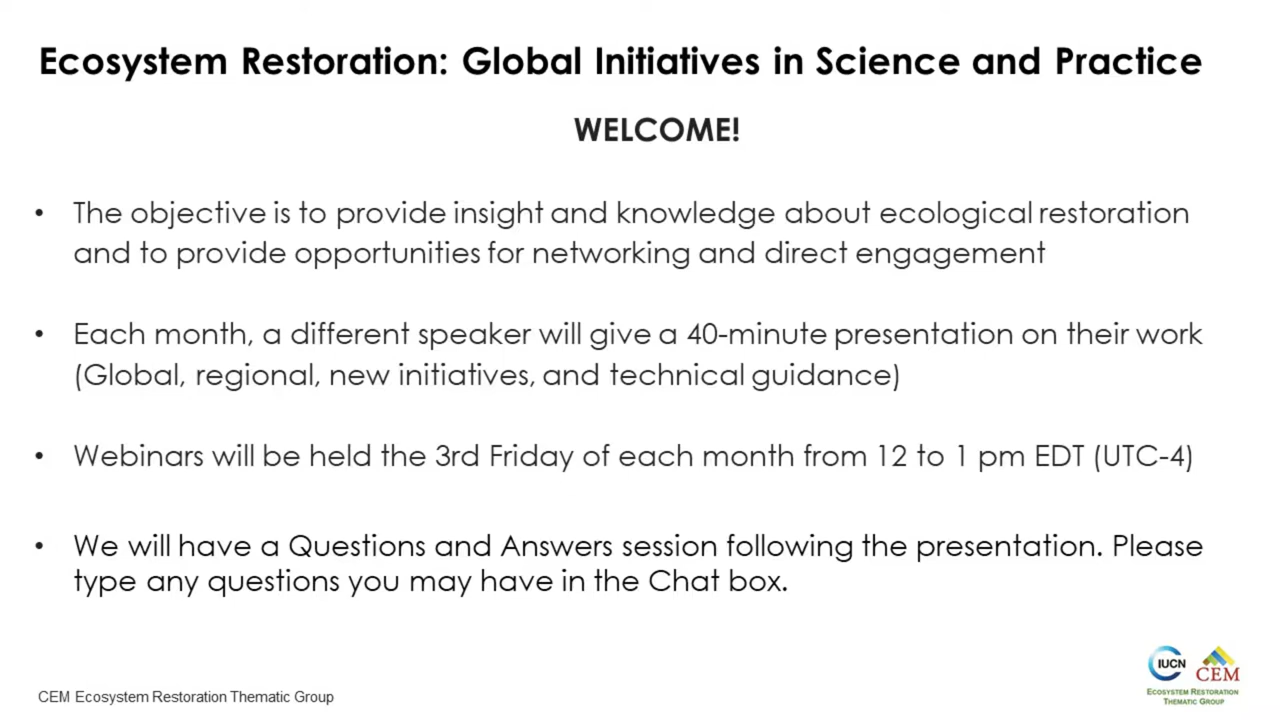 Ecosystem Restoration: Global Initiatives in Science and Practice
WELCOME!
• The objective is to provide insight and knowledge about ecological restoration
and to provide opportunities for networking and direct engagement
• Each month, a different speaker will give a 40-minute presentation on their work
(Global, regional, new initiatives, and technical guidance)
• Webinars will be held the 3rd Friday of each month from 12 to 1 pm EDT (UTC-4)
• We will have a Questions and Answers session following the presentation. Please
type any questions you may have in the Chat box.
IUCN CEM
ECOSYSTEM RESTORATION
THEMATIC GROUP
CEM Ecosystem Restoration Thematic Group